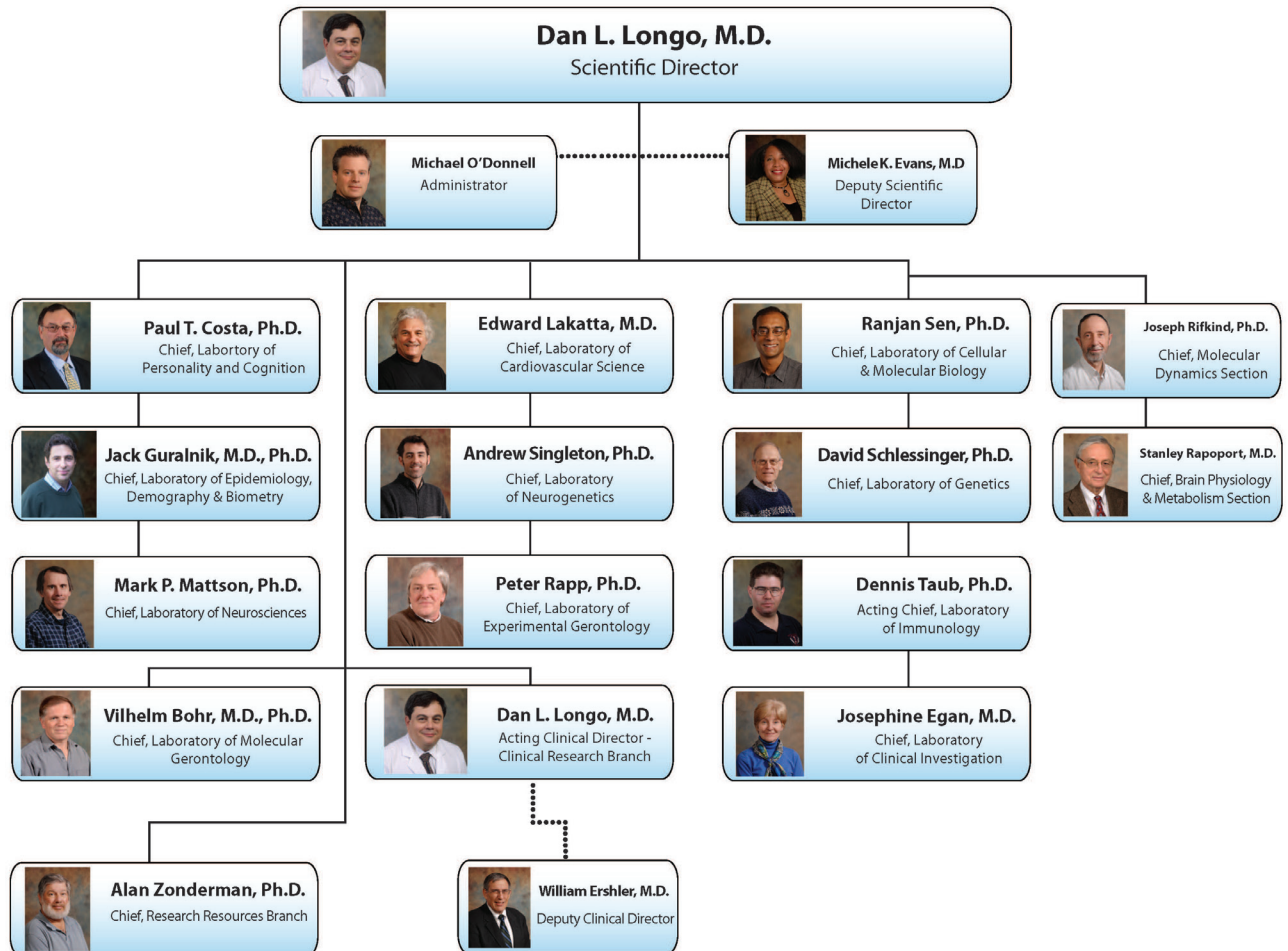 Dan L. Longo, M.D.
Scientific Director
Michael O'Donnell
Administrator
Michele K. Evans, M.D
Deputy Scientific
Director
Paul T. Costa, Ph.D.
Chief, Labortory of
Personality and Cognition
Edward Lakatta, M.D.
Chief, Laboratory of
Cardiovascular Science
Ranjan Sen, Ph.D.
Chief, Laboratory of Cellular
& Molecular Biology
Joseph Rifkind, Ph.D.
Chief, Molecular
Dynamics Section
Jack Guralnik, M.D., Ph.D.
Chief, Laboratory of Epidemiology,
Demography & Biometry
Andrew Singleton, Ph.D.
Chief, Laboratory
of Neurogenetics
David Schlessinger, Ph.D.
Chief, Laboratory of Genetics
Stanley Rapoport, M.D.
Chief, Brain Physiology
& Metabolism Section
Mark P. Mattson, Ph.D.
Chief, Laboratory of Neurosciences
Peter Rapp, Ph.D.
Chief, Laboratory of
Experimental Gerontology
Dennis Taub, Ph.D.
Acting Chief, Laboratory
of Immunology
Vilhelm Bohr, M.D., Ph.D.
Chief, Laboratory of Molecular
Gerontology
Dan L. Longo, M.D.
Acting Clinical Director -
Clinical Research Branch
Josephine Egan, M.D.
Chief, Laboratory
of Clinical Investigation
Alan Zonderman, Ph.D.
Chief, Research Resources Branch
William Ershler, M.D.
Deputy Clinical Director